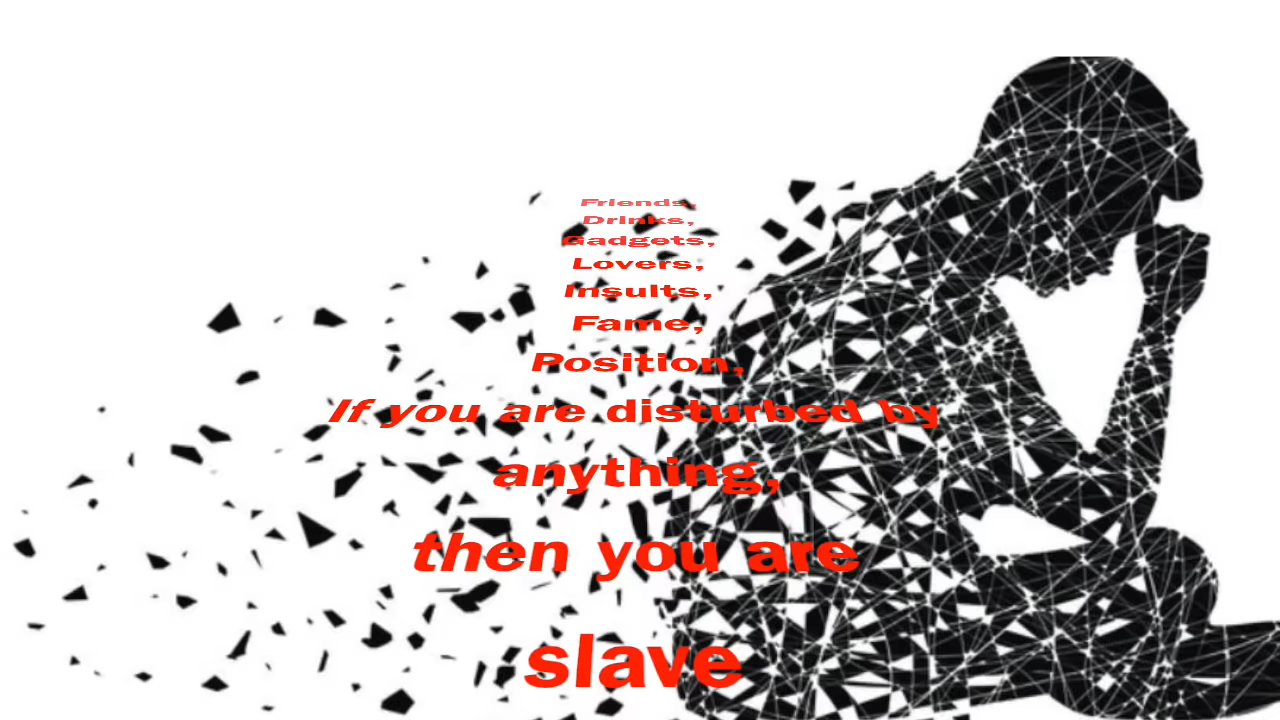 Friends,
Drinks,
Gadgets,
Lovers,
Insults,
Fame,
Position,
If you are disturbed by
anything,
then you are
slave